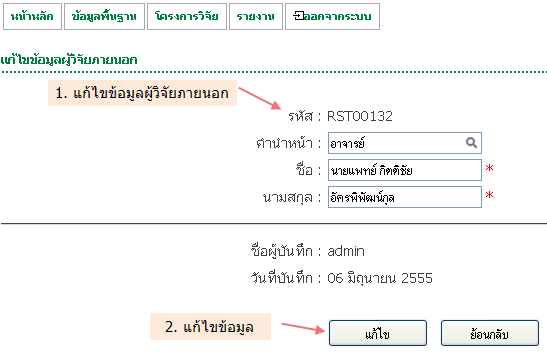 หน้าหลัก ข้อมูลพื้นฐาน โครงการวิจัย รายงาน ออกจากระบบ
แก้ไขข้อมูลผู้วิจัยภายนอก
1. แก้ไขข้อมูลผู้วิจัยภายนอก
รหัส : RST00132
คำนำหน้า : อาจารย์
ชื่อ : นายแพทย์ กิตติชัย *
นามสกุล : อัครพิพัฒน์กุล *
ชื่อผู้บันทึก : admin
วันที่บันทึก : 06 มิถุนายน 2555
2. แก้ไขข้อมูล
แก้ไข ย้อนกลับ